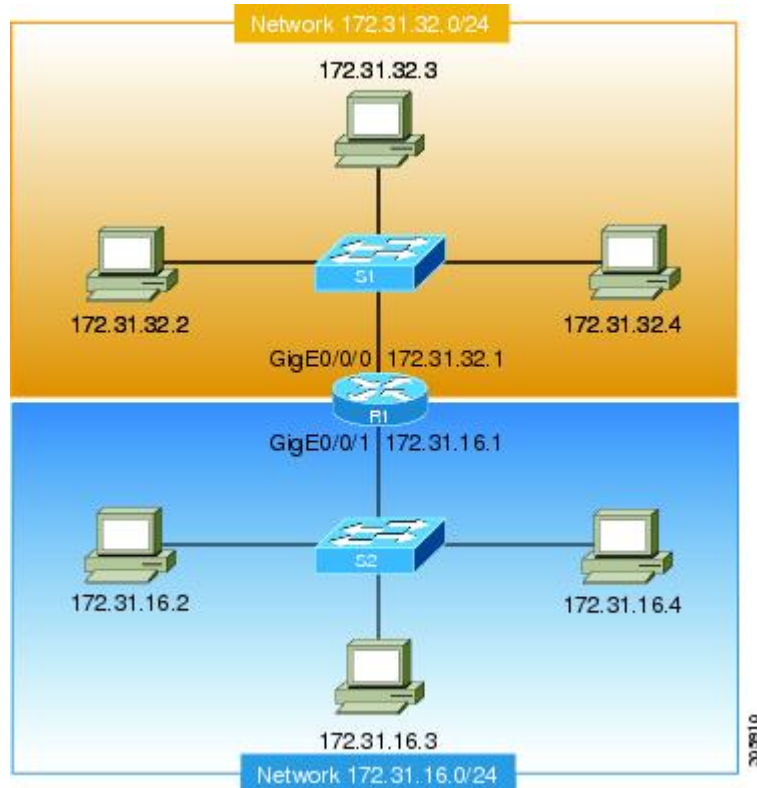 Network 172.31.32.0/24
172.31.32.3
172.31.32.2
S1
172.31.32.4
GigE0/0/0 172.31.32.1
R1
GigE0/0/1 172.31.16.1
172.31.16.2
S2
172.31.16.4
172.31.16.3
Network 172.31.16.0/24